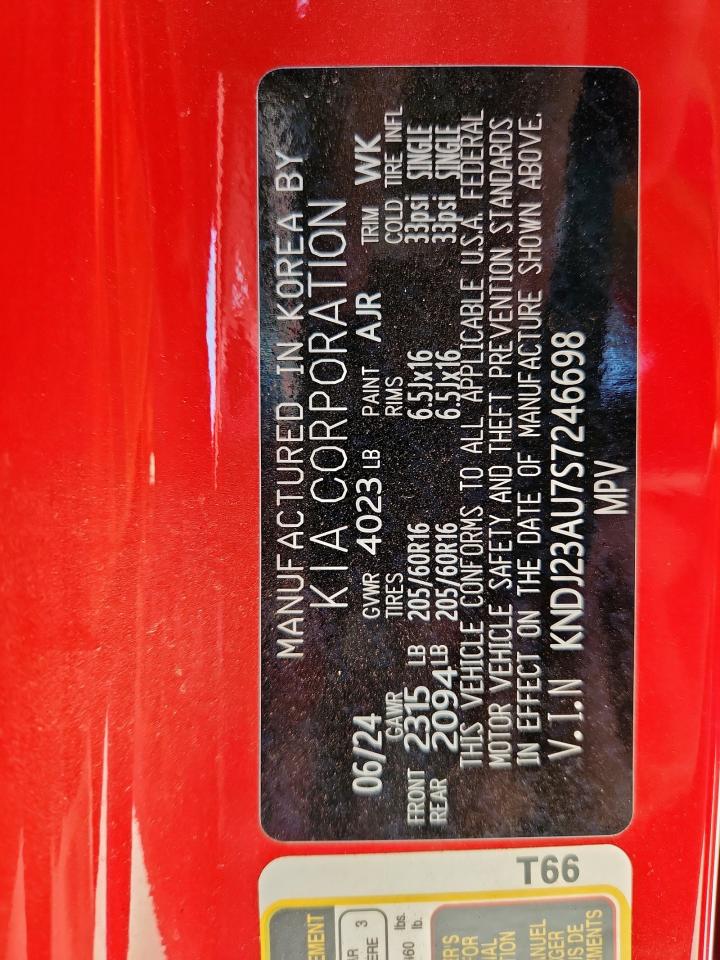 MANUFACTURED IN KOREA BY
KIA CORPORATION
06/24 GVWR 4023 LB PAINT AJR TRIM WK
GAWR TIRES RIMS COLD TIRE INFL
FRONT 2315 LB 205/60R16 6.5Jx16 33psi SINGLE
REAR 2094 LB 205/60R16 6.5Jx16 33psi SINGLE
THIS VEHICLE CONFORMS TO ALL APPLICABLE U.S.A. FEDERAL
MOTOR VEHICLE SAFETY AND THEFT PREVENTION STANDARDS
IN EFFECT ON THE DATE OF MANUFACTURE SHOWN ABOVE.
V.I.N KNDJ23AU7S7246698
MPV
T66
3
lbs.
lb.